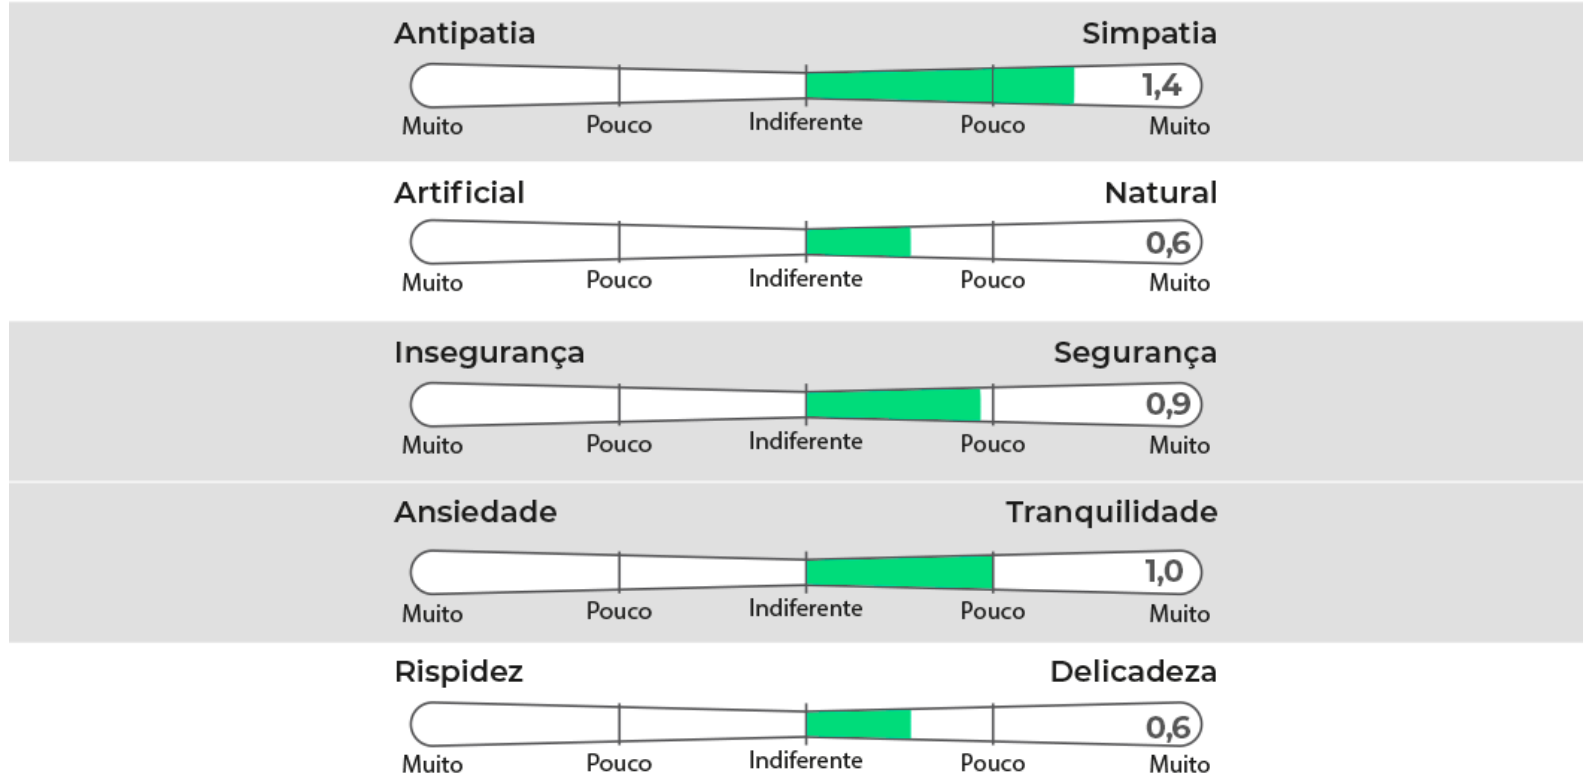 Antipatia Simpatia
1,4
Muito Pouco Indiferente Pouco Muito
Artificial Natural
0,6
Muito Pouco Indiferente Pouco Muito
Insegurança Segurança
0,9
Muito Pouco Indiferente Pouco Muito
Ansiedade Tranquilidade
1,0
Muito Pouco Indiferente Pouco Muito
Rispidez Delicadeza
0,6
Muito Pouco Indiferente Pouco Muito